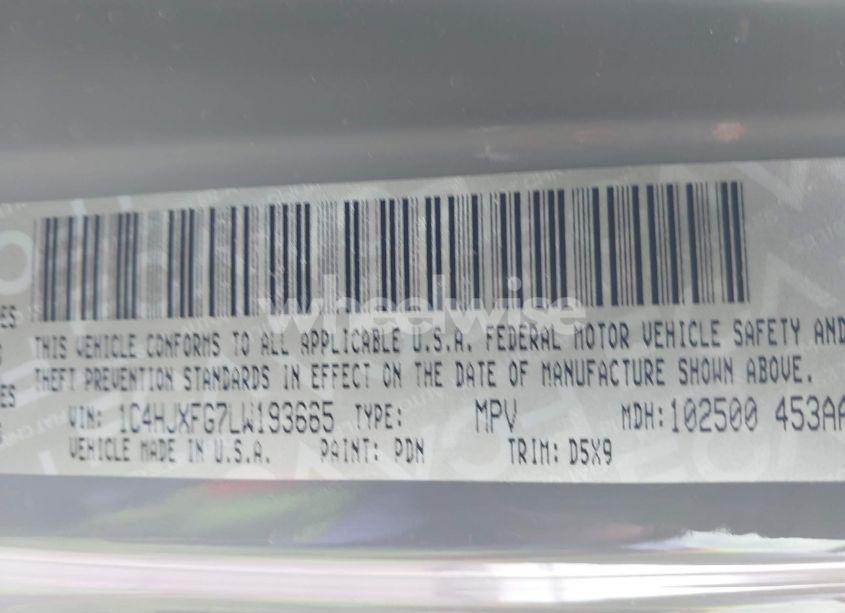 wheelwise
THIS VEHICLE CONFORMS TO ALL APPLICABLE U.S.A. FEDERAL MOTOR VEHICLE SAFETY AND
THEFT PREVENTION STANDARDS IN EFFECT ON THE DATE OF MANUFACTURE SHOWN ABOVE.
VIN: 1C4HJXFG7LW193665 TYPE: MPV MDH: 102500 453AA
VEHICLE MADE IN U.S.A. PAINT: PDN TRIM: D5X9